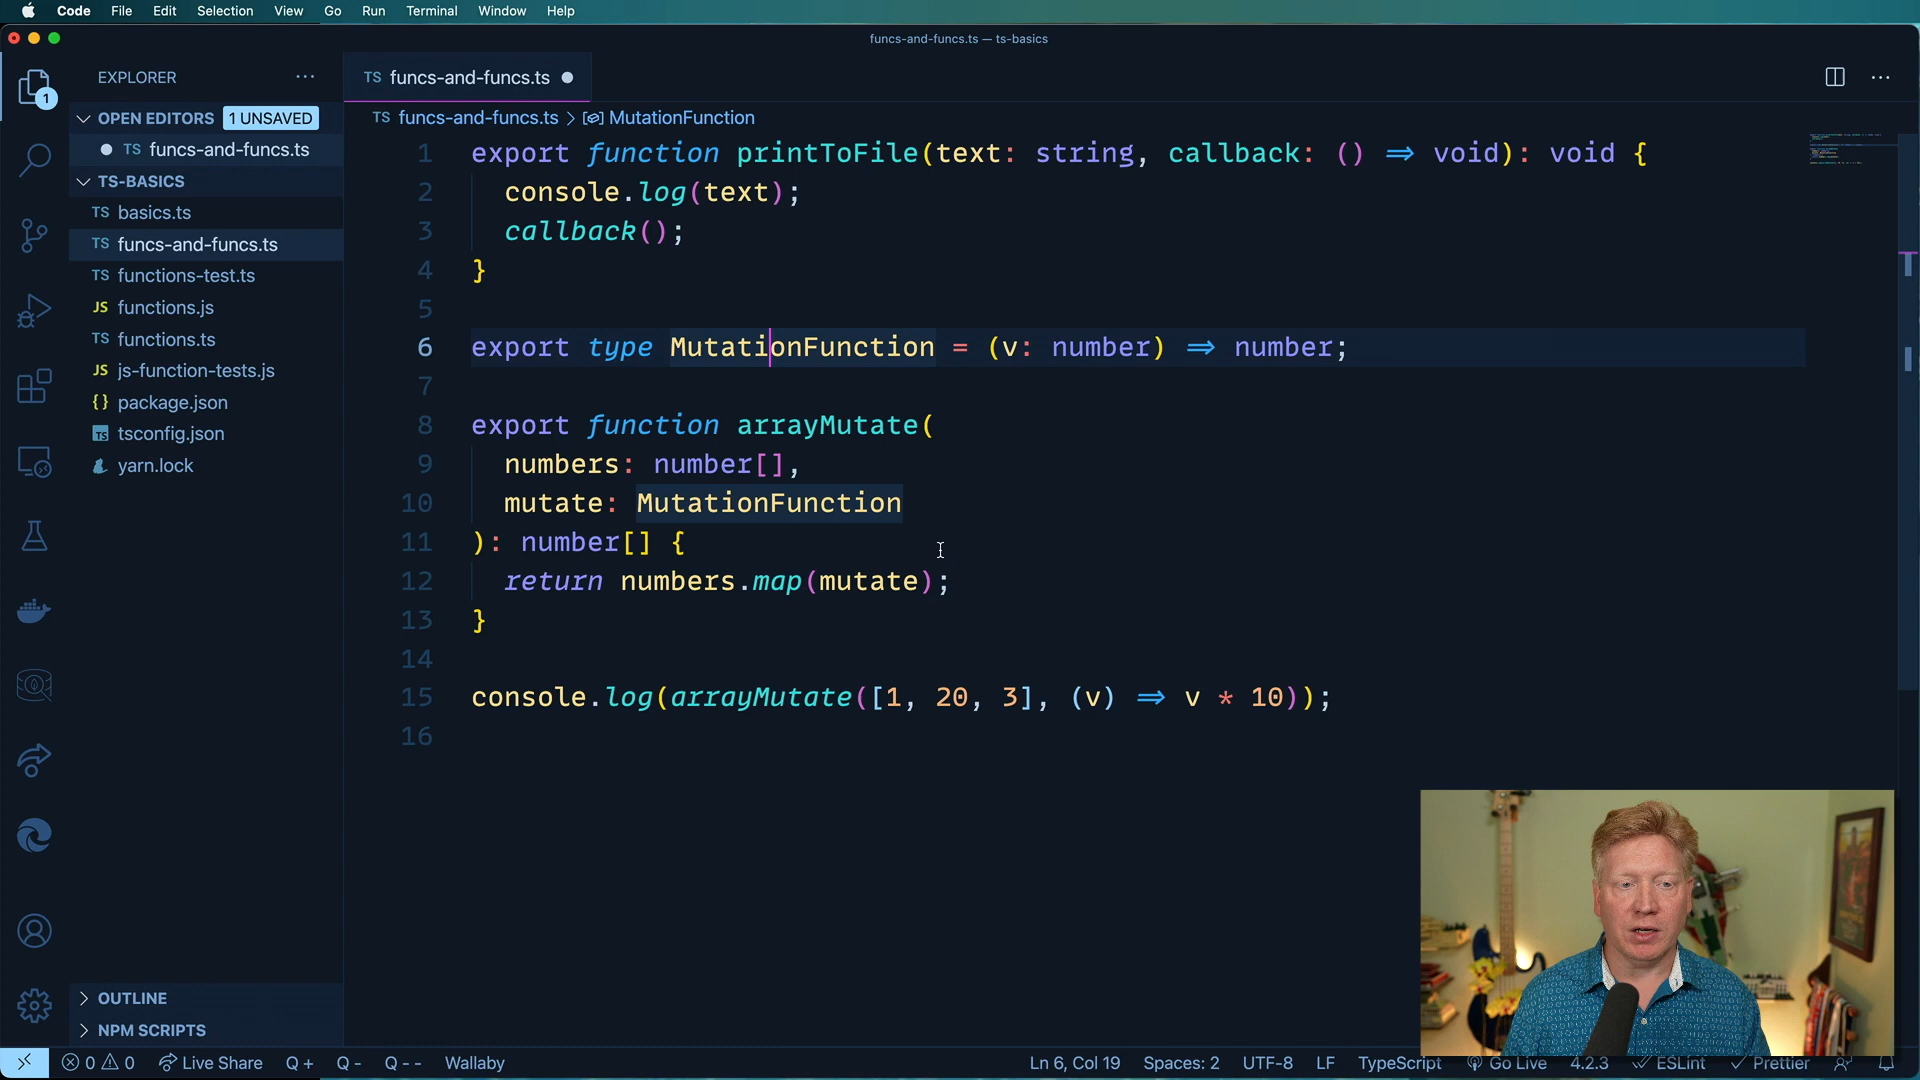 Code File Edit Selection View Go Run Terminal Window Help
funcs-and-funcs.ts — ts-basics
EXPLORER
TS funcs-and-funcs.ts
1
OPEN EDITORS 1 UNSAVED
TS funcs-and-funcs.ts
TS-BASICS
TS basics.ts
TS funcs-and-funcs.ts
TS functions-test.ts
JS functions.js
TS functions.ts
JS js-function-tests.js
{} package.json
TS tsconfig.json
yarn.lock
OUTLINE
NPM SCRIPTS
TS funcs-and-funcs.ts > MutationFunction
1 export function printToFile(text: string, callback: () => void): void {
2 console.log(text);
3 callback();
4 }
5
6 export type MutationFunction = (v: number) => number;
7
8 export function arrayMutate(
9 numbers: number[],
10 mutate: MutationFunction
11 ): number[] {
12 return numbers.map(mutate);
13 }
14
15 console.log(arrayMutate([1, 20, 3], (v) => v * 10));
16
0 0 Live Share Q + Q - Q - - Wallaby Ln 6, Col 19 Spaces: 2 UTF-8 LF TypeScript Go Live 4.2.3 ESLint Prettier